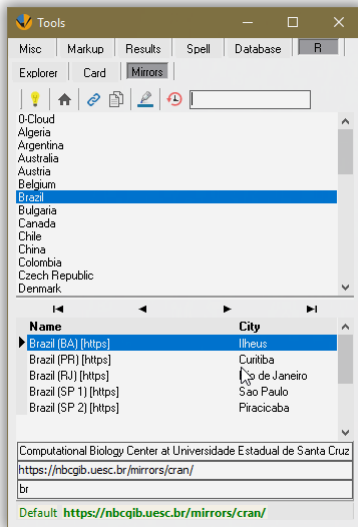 Tools
Misc Markup Results Spell Database R
Explorer Card Mirrors
0-Cloud
Algeria
Argentina
Australia
Austria
Belgium
Brazil
Bulgaria
Canada
Chile
China
Colombia
Czech Republic
Denmark
Name City
Brazil (BA) [https] Ilheus
Brazil (PR) [https] Curitiba
Brazil (RJ) [https] de Janeiro
Brazil (SP 1) [https] Sao Paulo
Brazil (SP 2) [https] Piracicaba
Computational Biology Center at Universidade Estadual de Santa Cruz
https://nbcgib.uesc.br/mirrors/cran/
br
Default https://nbcgib.uesc.br/mirrors/cran/